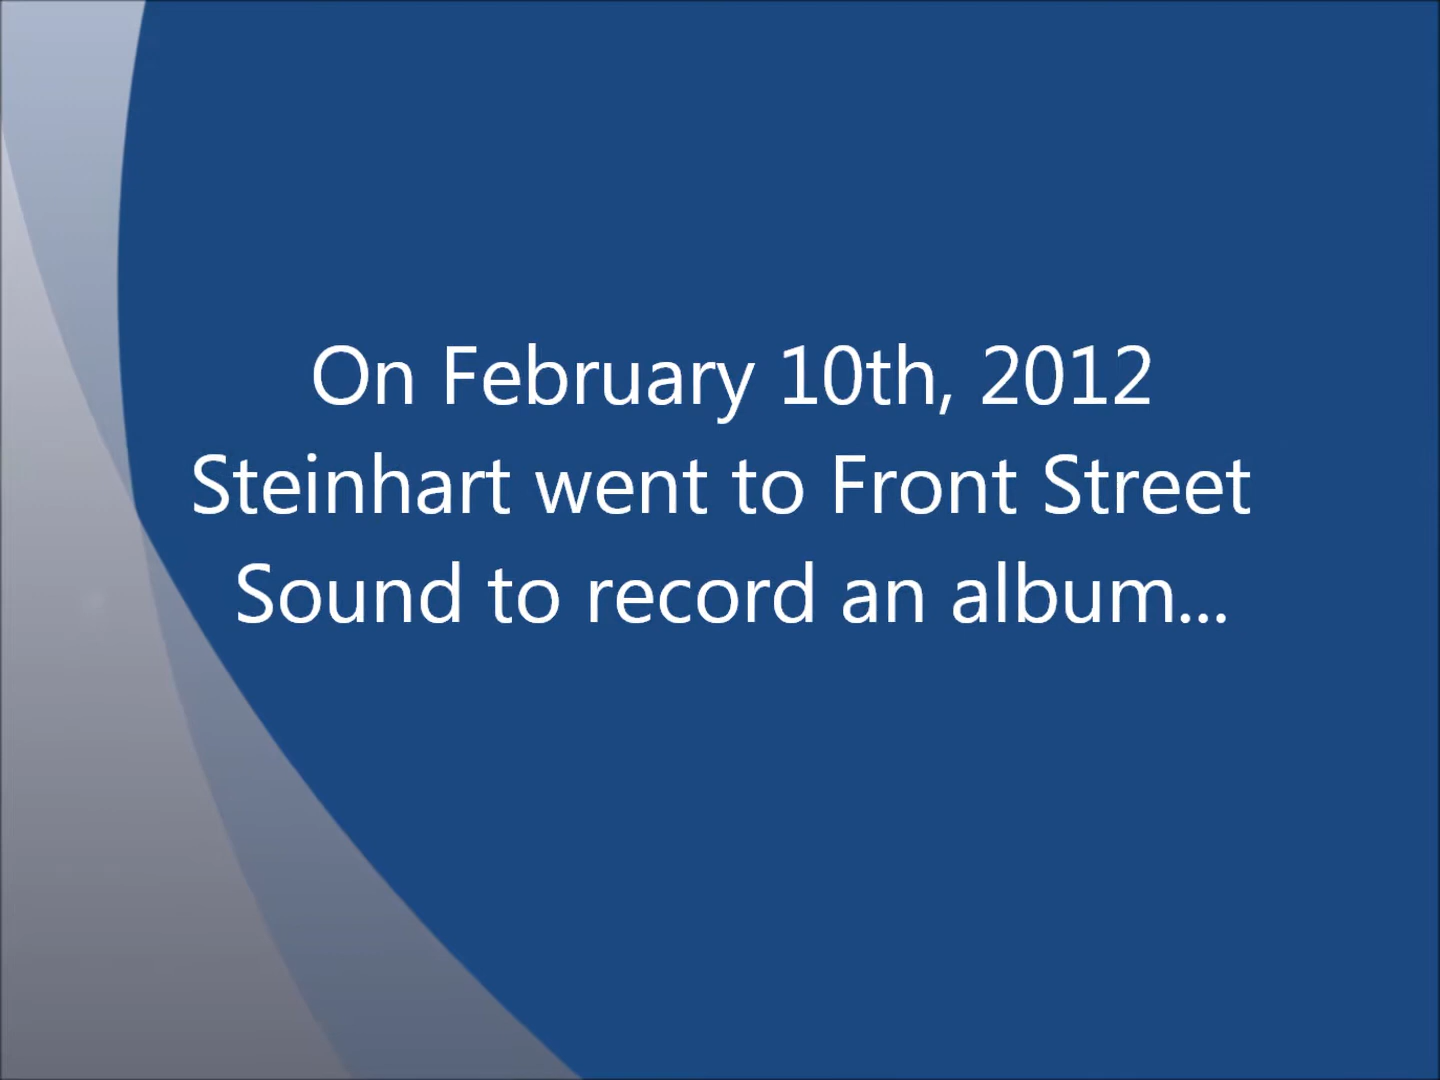 On February 10th, 2012
Steinhart went to Front Street
Sound to record an album...